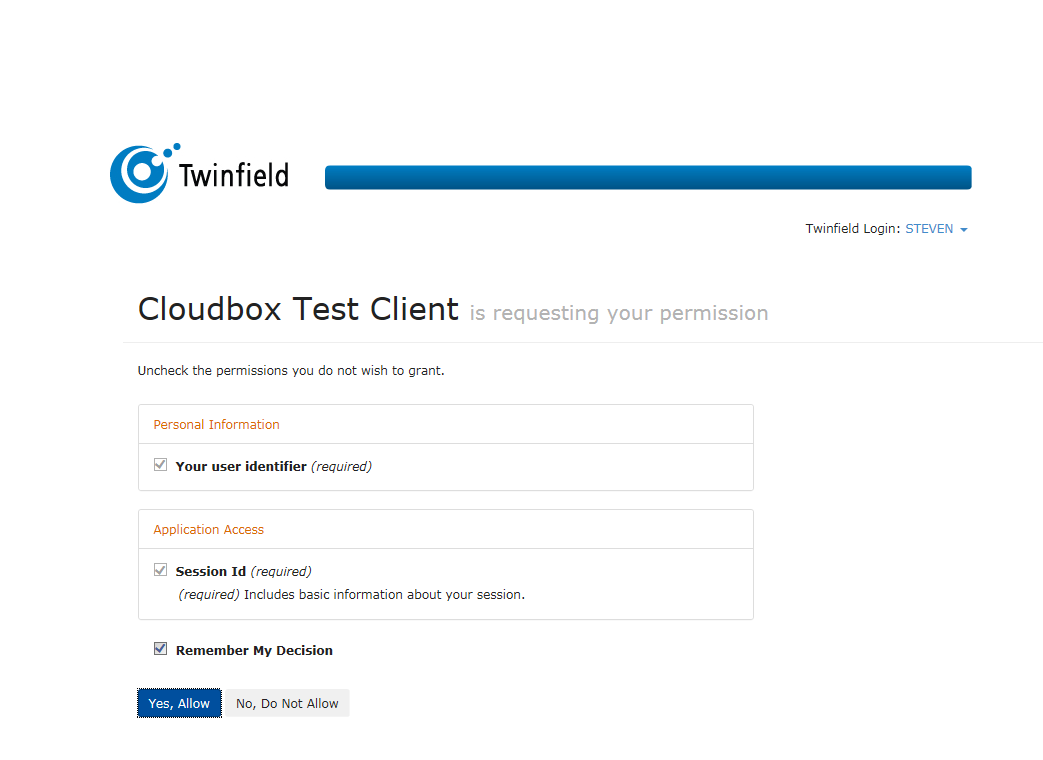 Twinfield
Twinfield Login: STEVEN
Cloudbox Test Client is requesting your permission
Uncheck the permissions you do not wish to grant.
Personal Information
Your user identifier (required)
Application Access
Session Id (required)
(required) Includes basic information about your session.
Remember My Decision
Yes, Allow No, Do Not Allow